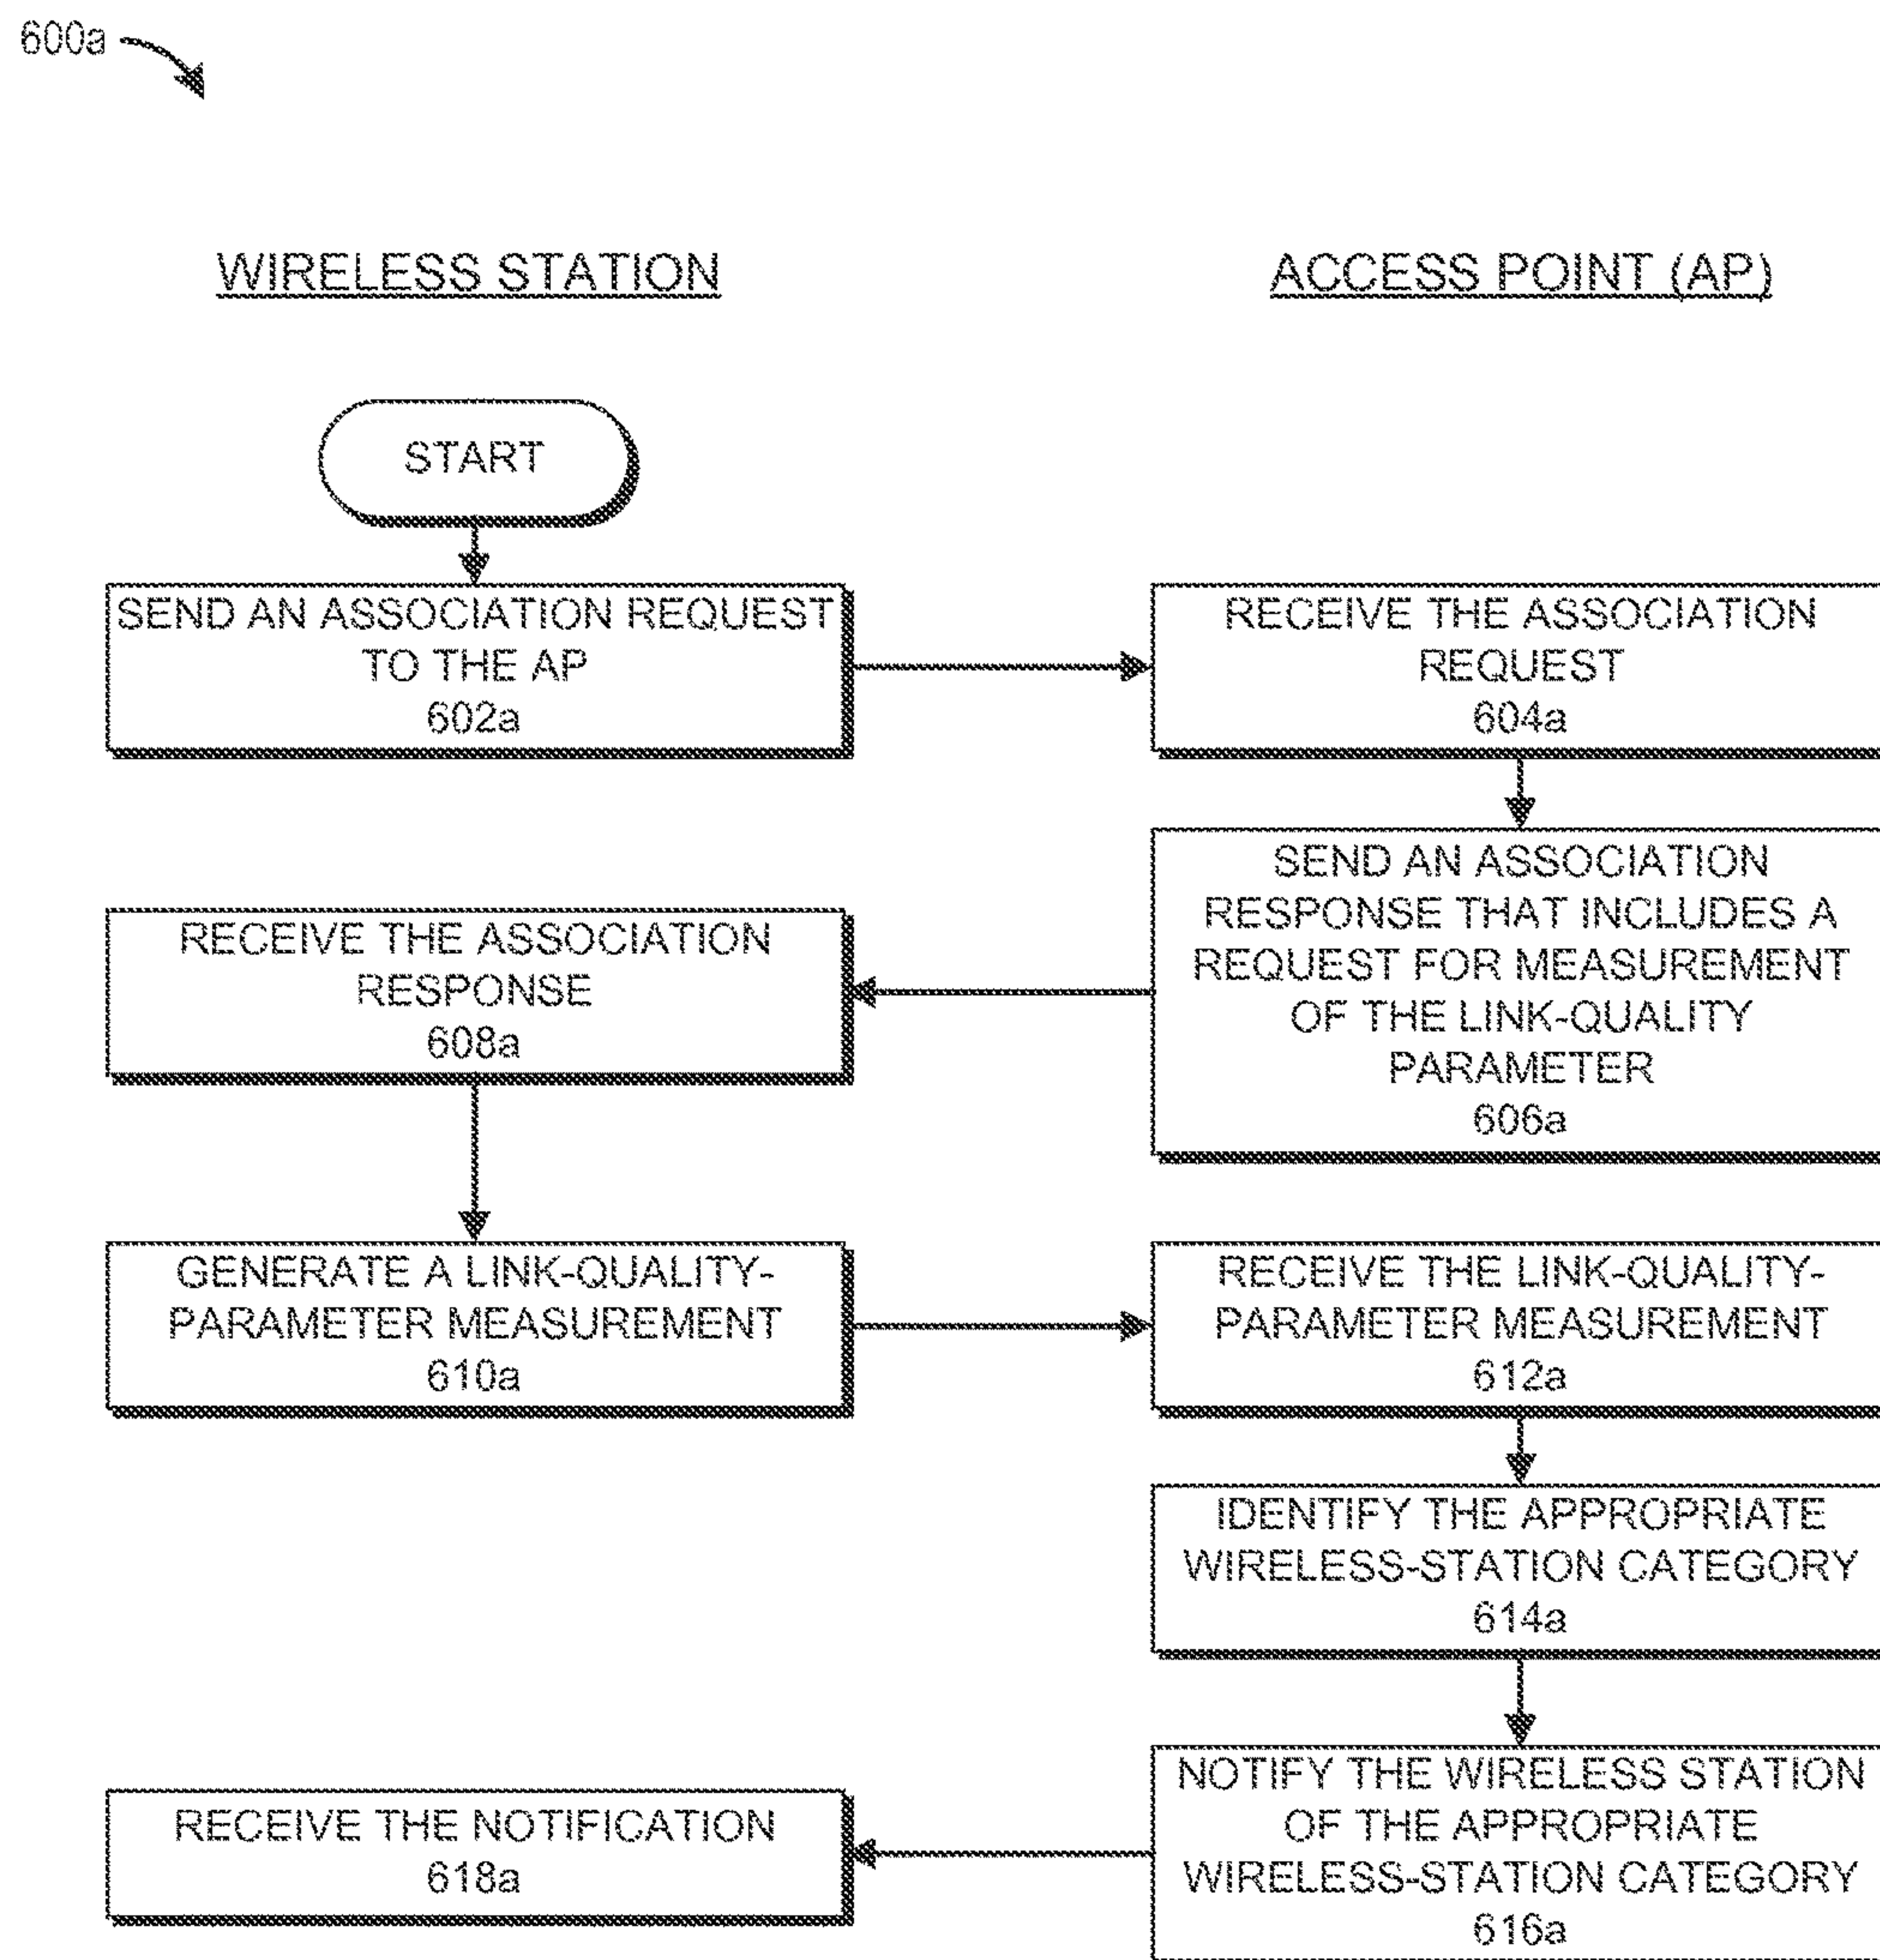 600a
WIRELESS STATION
ACCESS POINT (AP)
START
SEND AN ASSOCIATION REQUEST
TO THE AP
602a
RECEIVE THE ASSOCIATION
REQUEST
604a
SEND AN ASSOCIATION
RESPONSE THAT INCLUDES A
REQUEST FOR MEASUREMENT
OF THE LINK-QUALITY
PARAMETER
606a
RECEIVE THE ASSOCIATION
RESPONSE
608a
GENERATE A LINK-QUALITY-
PARAMETER MEASUREMENT
610a
RECEIVE THE LINK-QUALITY-
PARAMETER MEASUREMENT
612a
IDENTIFY THE APPROPRIATE
WIRELESS-STATION CATEGORY
614a
NOTIFY THE WIRELESS STATION
OF THE APPROPRIATE
WIRELESS-STATION CATEGORY
616a
RECEIVE THE NOTIFICATION
618a